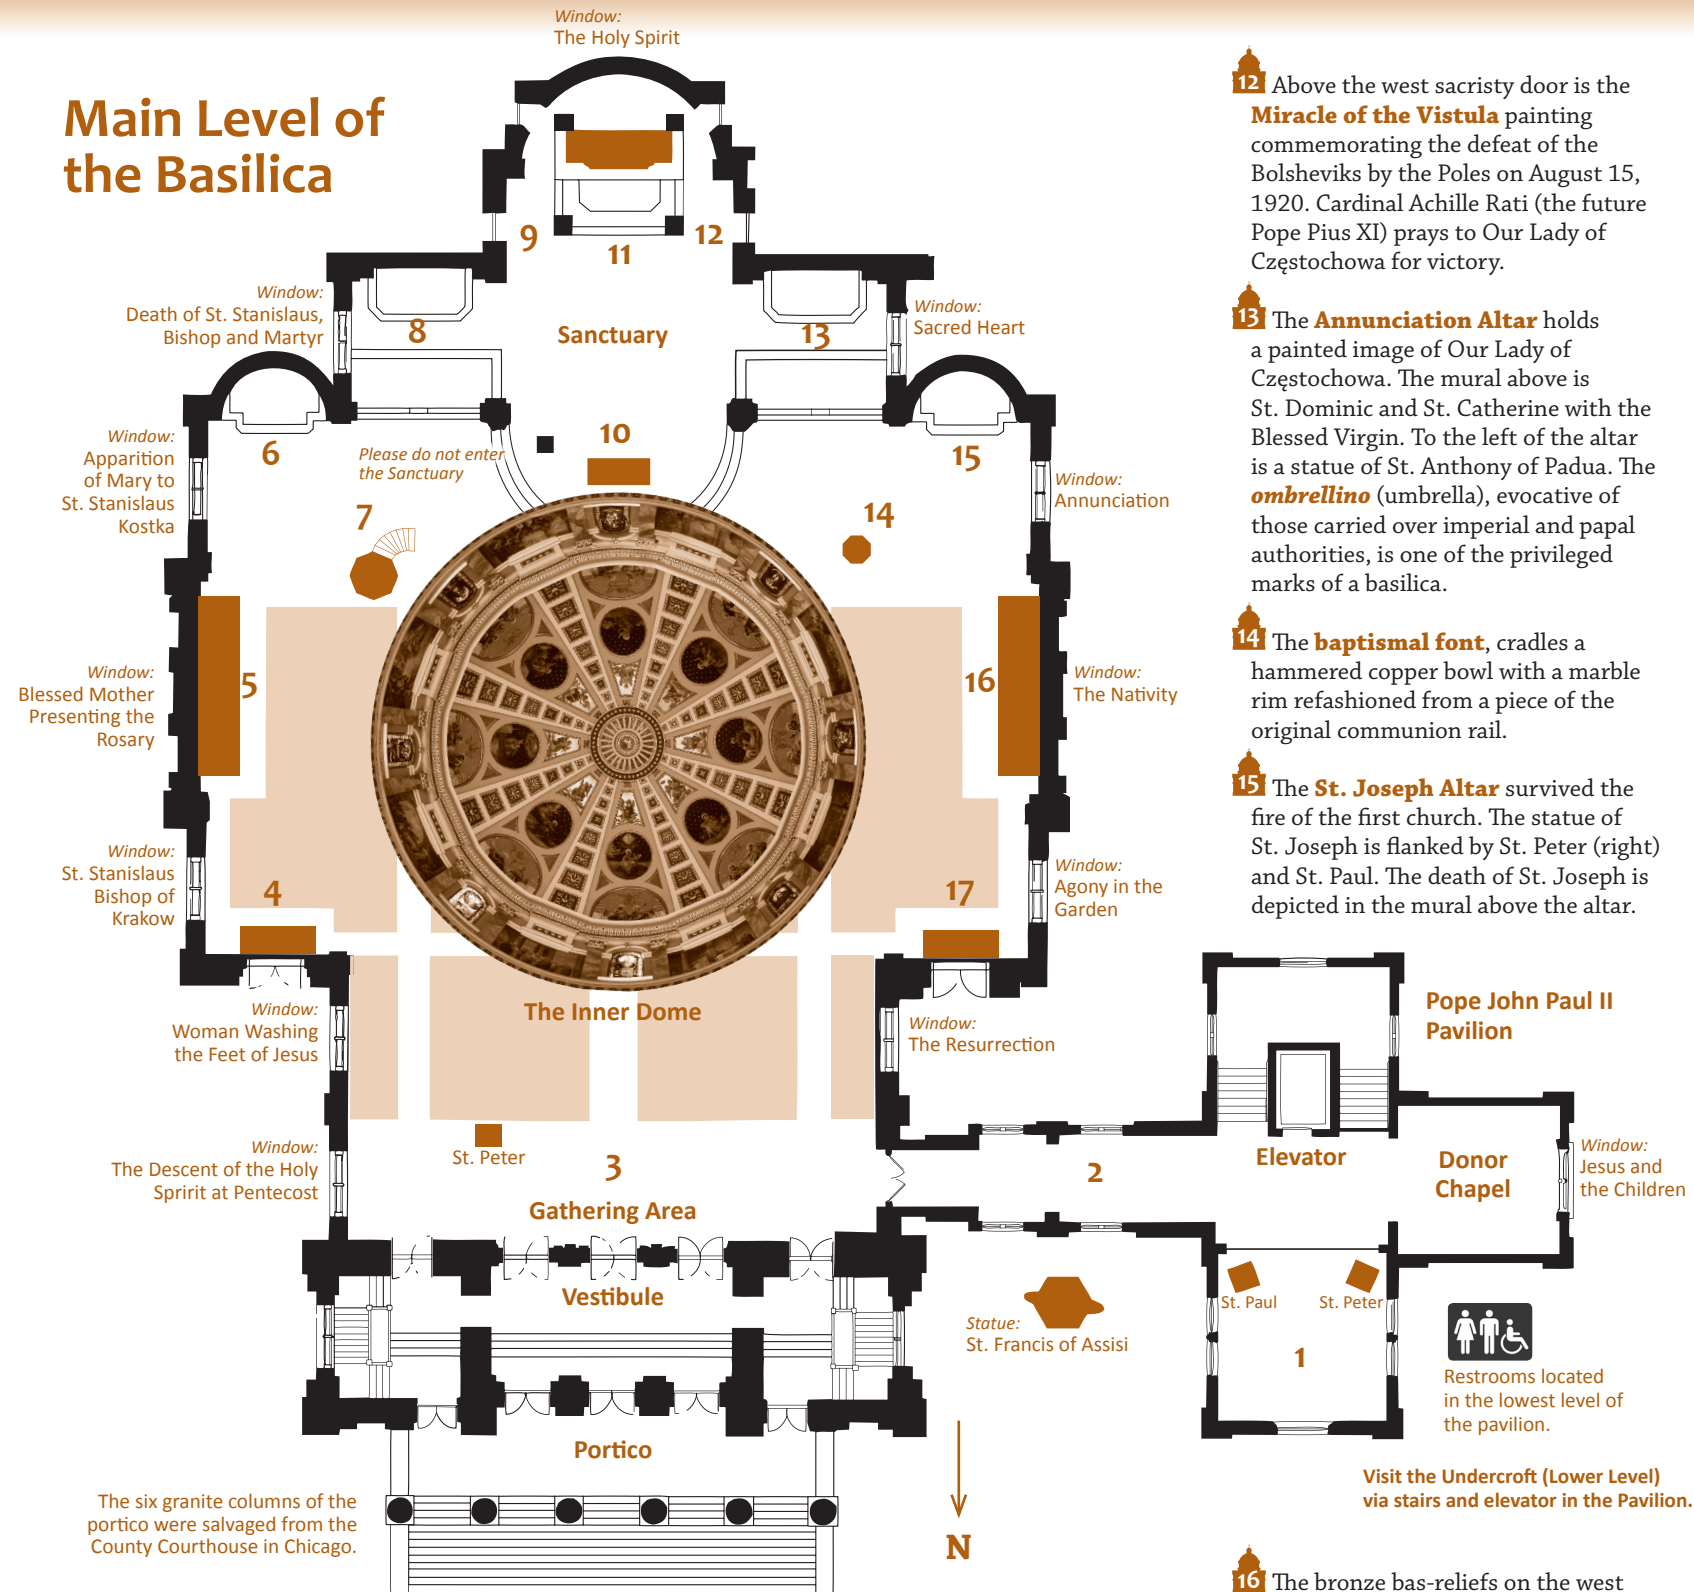 Main Level of
the Basilica
Window:
The Holy Spirit
9
11
12
Window:
Death of St. Stanislaus,
Bishop and Martyr
8
Sanctuary
13
Window:
Sacred Heart
Window:
Apparition
of Mary to
St. Stanislaus
Kostka
6
Please do not enter
the Sanctuary
10
15
Window:
Annunciation
7
14
Window:
Blessed Mother
Presenting the
Rosary
5
16
Window:
The Nativity
Window:
St. Stanislaus
Bishop of
Krakow
4
17
Window:
Agony in the
Garden
Window:
Woman Washing
the Feet of Jesus
The Inner Dome
Window:
The Resurrection
Window:
The Descent of the Holy
Spririt at Pentecost
St. Peter
3
Gathering Area
2
Elevator
Donor
Chapel
Window:
Jesus and
the Children
Pope John Paul II
Pavilion
Vestibule
Statue:
St. Francis of Assisi
St. Paul
St. Peter
1
Restrooms located
in the lowest level of
the pavilion.
Portico
The six granite columns of the
portico were salvaged from the
County Courthouse in Chicago.
N
Visit the Undercroft (Lower Level)
via stairs and elevator in the Pavilion.
12 Above the west sacristy door is the
Miracle of the Vistula painting
commemorating the defeat of the
Bolsheviks by the Poles on August 15,
1920. Cardinal Achille Rati (the future
Pope Pius XI) prays to Our Lady of
Częstochowa for victory.
13 The Annunciation Altar holds
a painted image of Our Lady of
Częstochowa. The mural above is
St. Dominic and St. Catherine with the
Blessed Virgin. To the left of the altar
is a statue of St. Anthony of Padua. The
ombrellino (umbrella), evocative of
those carried over imperial and papal
authorities, is one of the privileged
marks of a basilica.
14 The baptismal font, cradles a
hammered copper bowl with a marble
rim refashioned from a piece of the
original communion rail.
15 The St. Joseph Altar survived the
fire of the first church. The statue of
St. Joseph is flanked by St. Peter (right)
and St. Paul. The death of St. Joseph is
depicted in the mural above the altar.
16 The bronze bas-reliefs on the west